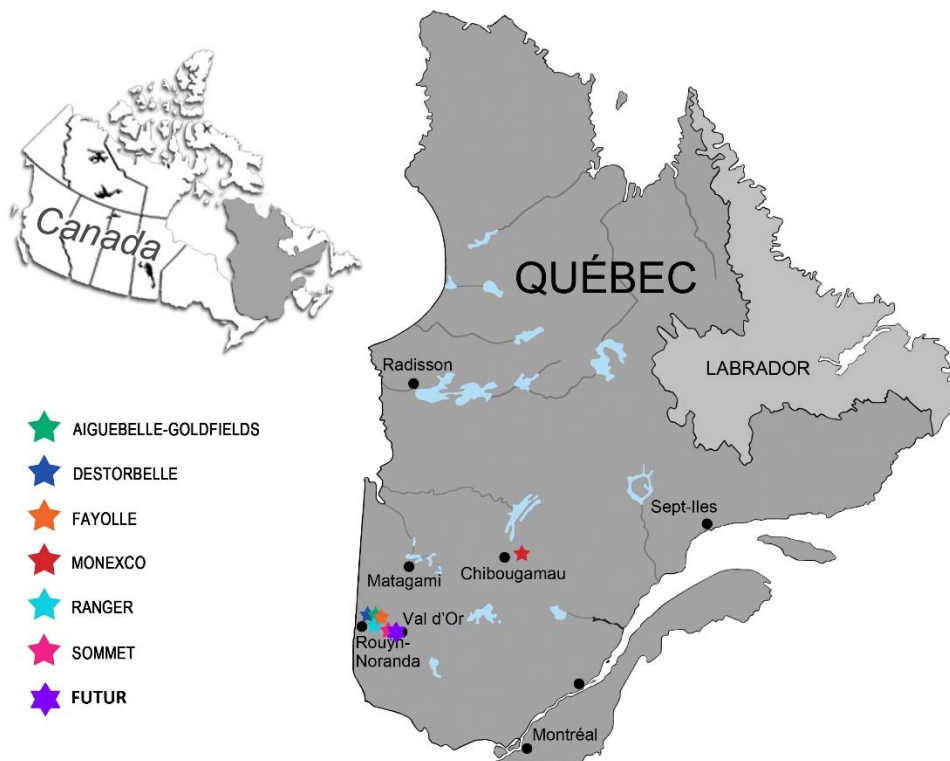 Canada
QUÉBEC
LABRADOR
Radisson
AIGUEBELLE-GOLDFIELDS
DESTORBELLE
FAYOLLE
MONEXCO
RANGER
SOMMET
FUTUR
Sept-Iles
Matagami
Chibougamau
Val d'Or
Rouyn-
Noranda
Montréal